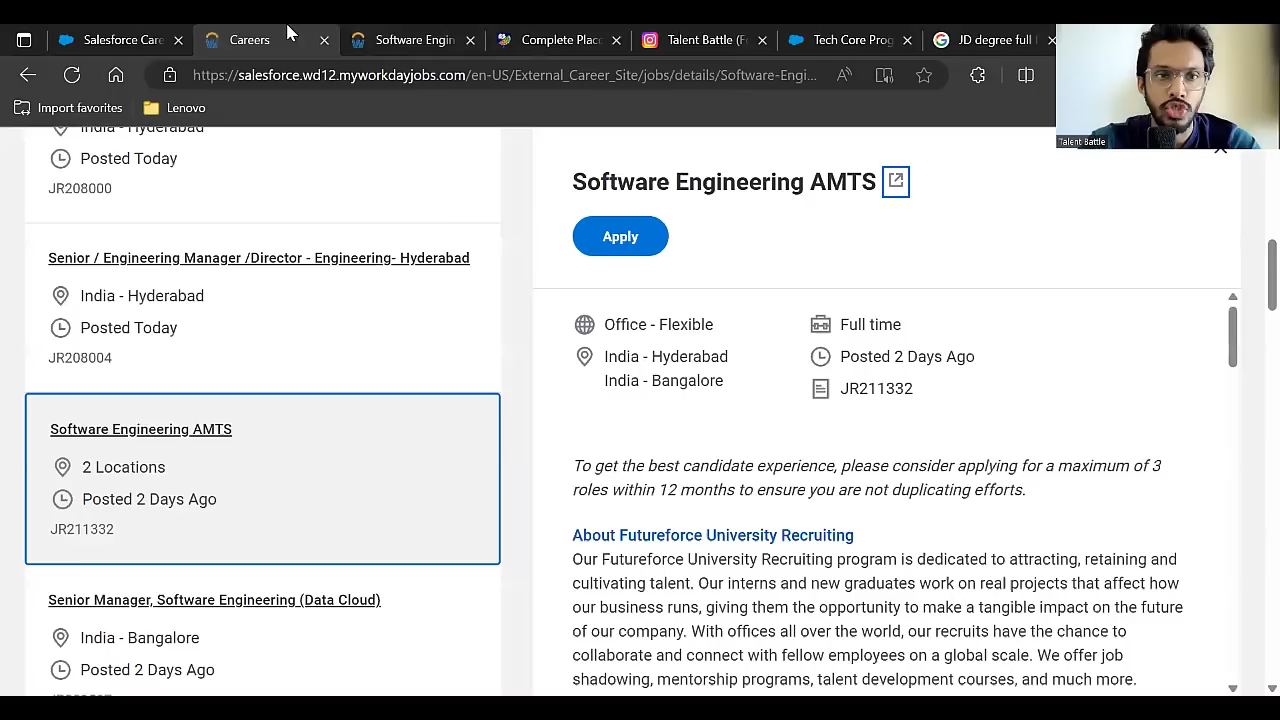 Salesforce Care
Careers
Software Engin
Complete Plac
Talent Battle (F
Tech Core Prog
JD degree full
https://salesforce.wd12.myworkdayjobs.com/en-US/External_Career_Site/jobs/details/Software-Engi...
Import favorites
Lenovo
Talent Battle
India - Hyderabad
Posted Today
JR208000
Senior / Engineering Manager /Director - Engineering- Hyderabad
India - Hyderabad
Posted Today
JR208004
Software Engineering AMTS
2 Locations
Posted 2 Days Ago
JR211332
Senior Manager, Software Engineering (Data Cloud)
India - Bangalore
Posted 2 Days Ago
Software Engineering AMTS
Apply
Office - Flexible
India - Hyderabad
India - Bangalore
Full time
Posted 2 Days Ago
JR211332
To get the best candidate experience, please consider applying for a maximum of 3
roles within 12 months to ensure you are not duplicating efforts.
About Futureforce University Recruiting
Our Futureforce University Recruiting program is dedicated to attracting, retaining and
cultivating talent. Our interns and new graduates work on real projects that affect how
our business runs, giving them the opportunity to make a tangible impact on the future
of our company. With offices all over the world, our recruits have the chance to
collaborate and connect with fellow employees on a global scale. We offer job
shadowing, mentorship programs, talent development courses, and much more.